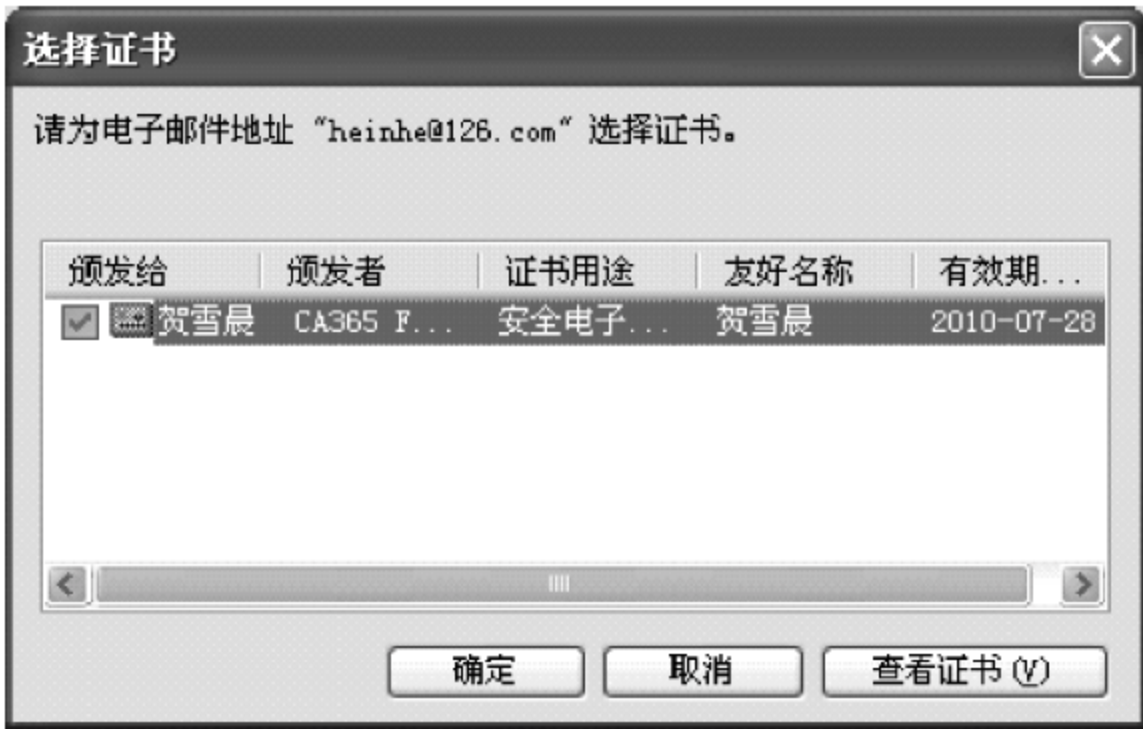 选择证书
请为电子邮件地址 "heinhe@126.com" 选择证书。
颁发给 颁发者 证书用途 友好名称 有效期...
贺雪晨 CA365 F... 安全电子... 贺雪晨 2010-07-28
确定 取消 查看证书(V)